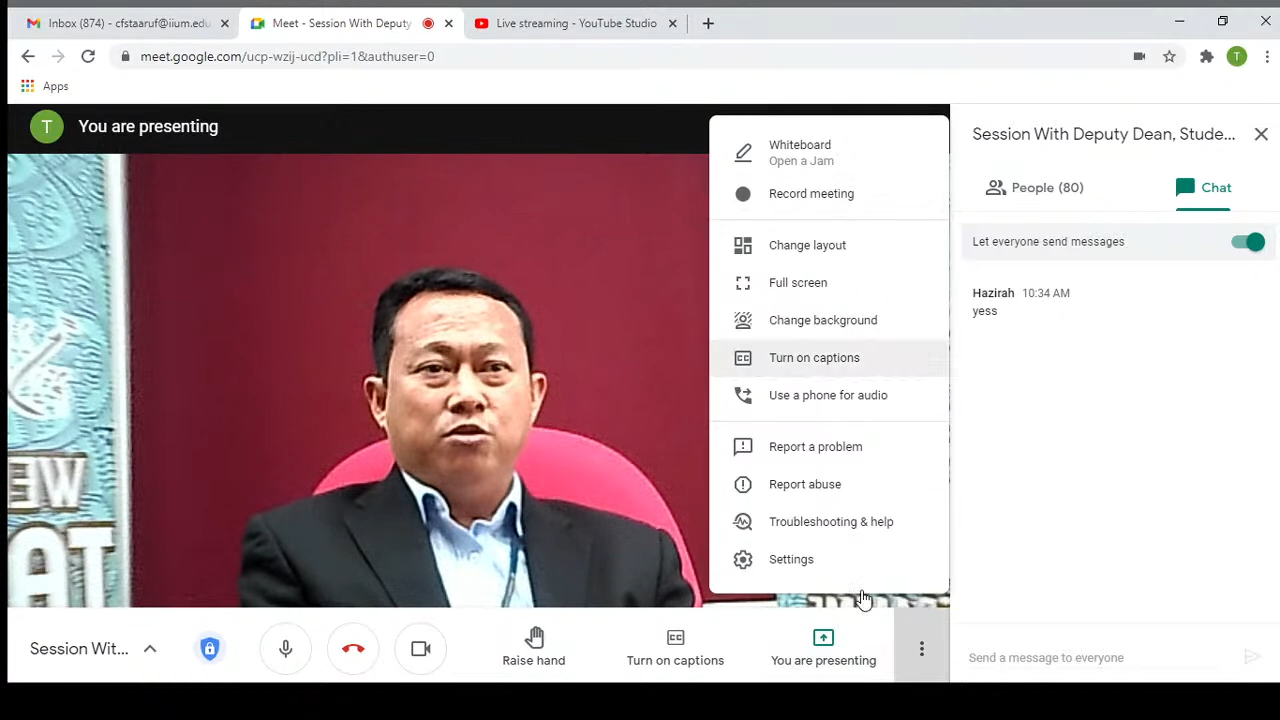 Inbox (874) - cfstaaruf@iium.edu.
Meet - Session With Deputy
Live streaming - YouTube Studio
meet.google.com/ucp-wzij-ucd?pli=1&authuser=0
T
Apps
T
You are presenting
Whiteboard
Open a Jam
Record meeting
Change layout
Full screen
Change background
Turn on captions
Use a phone for audio
Report a problem
Report abuse
Troubleshooting & help
Settings
Session With Deputy Dean, Stude...
People (80)
Chat
Let everyone send messages
Hazirah 10:34 AM
yess
Send a message to everyone
Session Wit...
Raise hand
Turn on captions
You are presenting